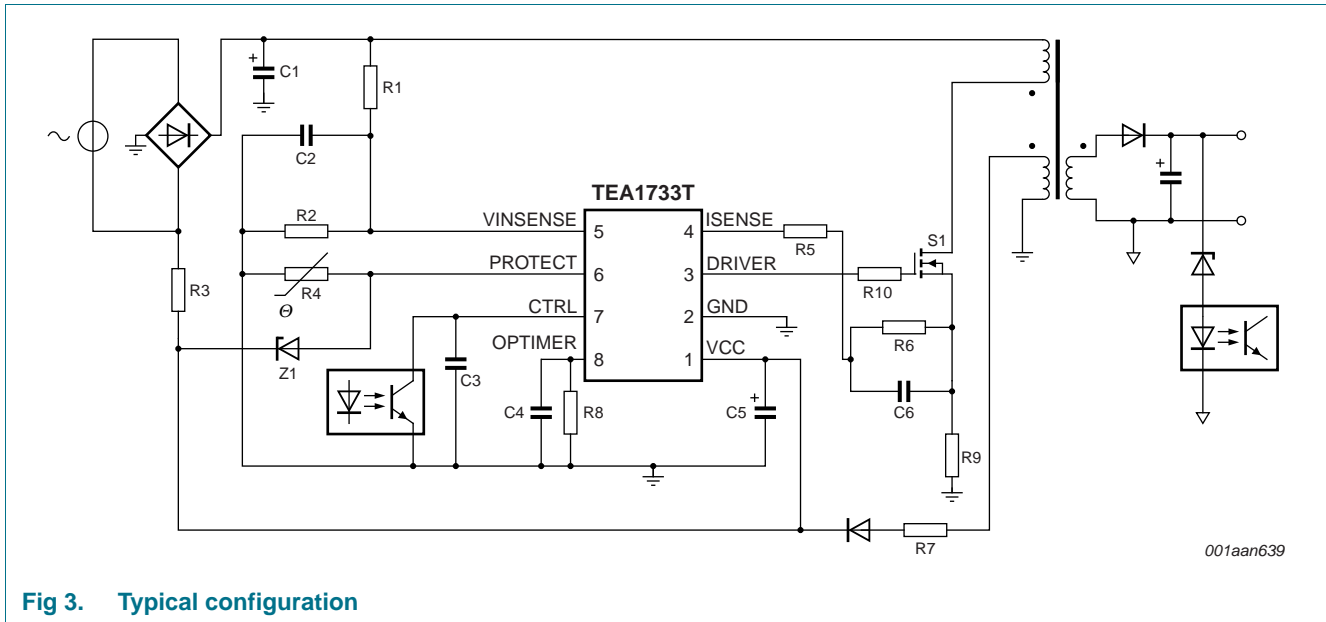 C1
R1
C2
TEA1733T
R2
VINSENSE
5
4
ISENSE
R5
S1
PROTECT
6
3
DRIVER
R3
R4
Θ
R10
CTRL
7
2
GND
OPTIMER
8
1
VCC
R6
Z1
C3
C4
R8
C5
C6
R9
R7
001aan639
Fig 3. Typical configuration